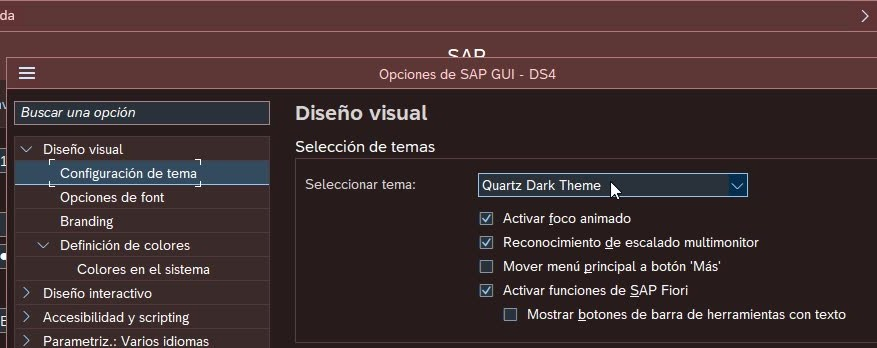 da
SAP
Opciones de SAP GUI - DS4
Buscar una opción
Diseño visual
Configuración de tema
Opciones de font
Branding
Definición de colores
Colores en el sistema
Diseño interactivo
Accesibilidad y scripting
Parametriz.: Varios idiomas
Diseño visual
Selección de temas
Seleccionar tema: Quartz Dark Theme
Activar foco animado
Reconocimiento de escalado multimonitor
Mover menú principal a botón 'Más'
Activar funciones de SAP Fiori
Mostrar botones de barra de herramientas con texto